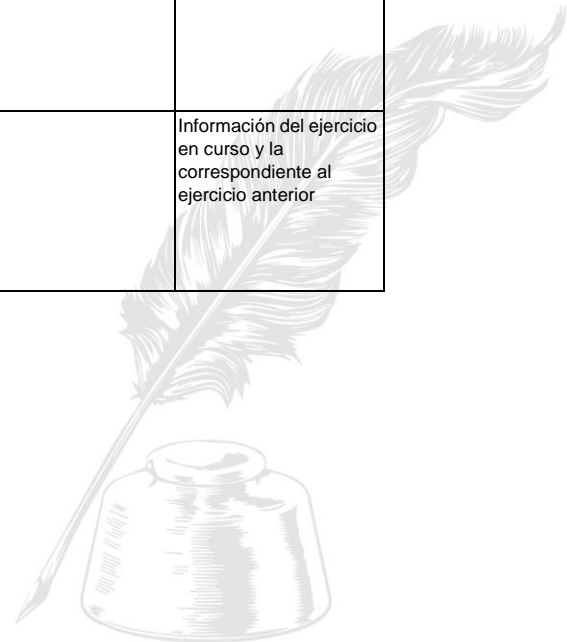 Información del ejercicio
en curso y la
correspondiente al
ejercicio anterior